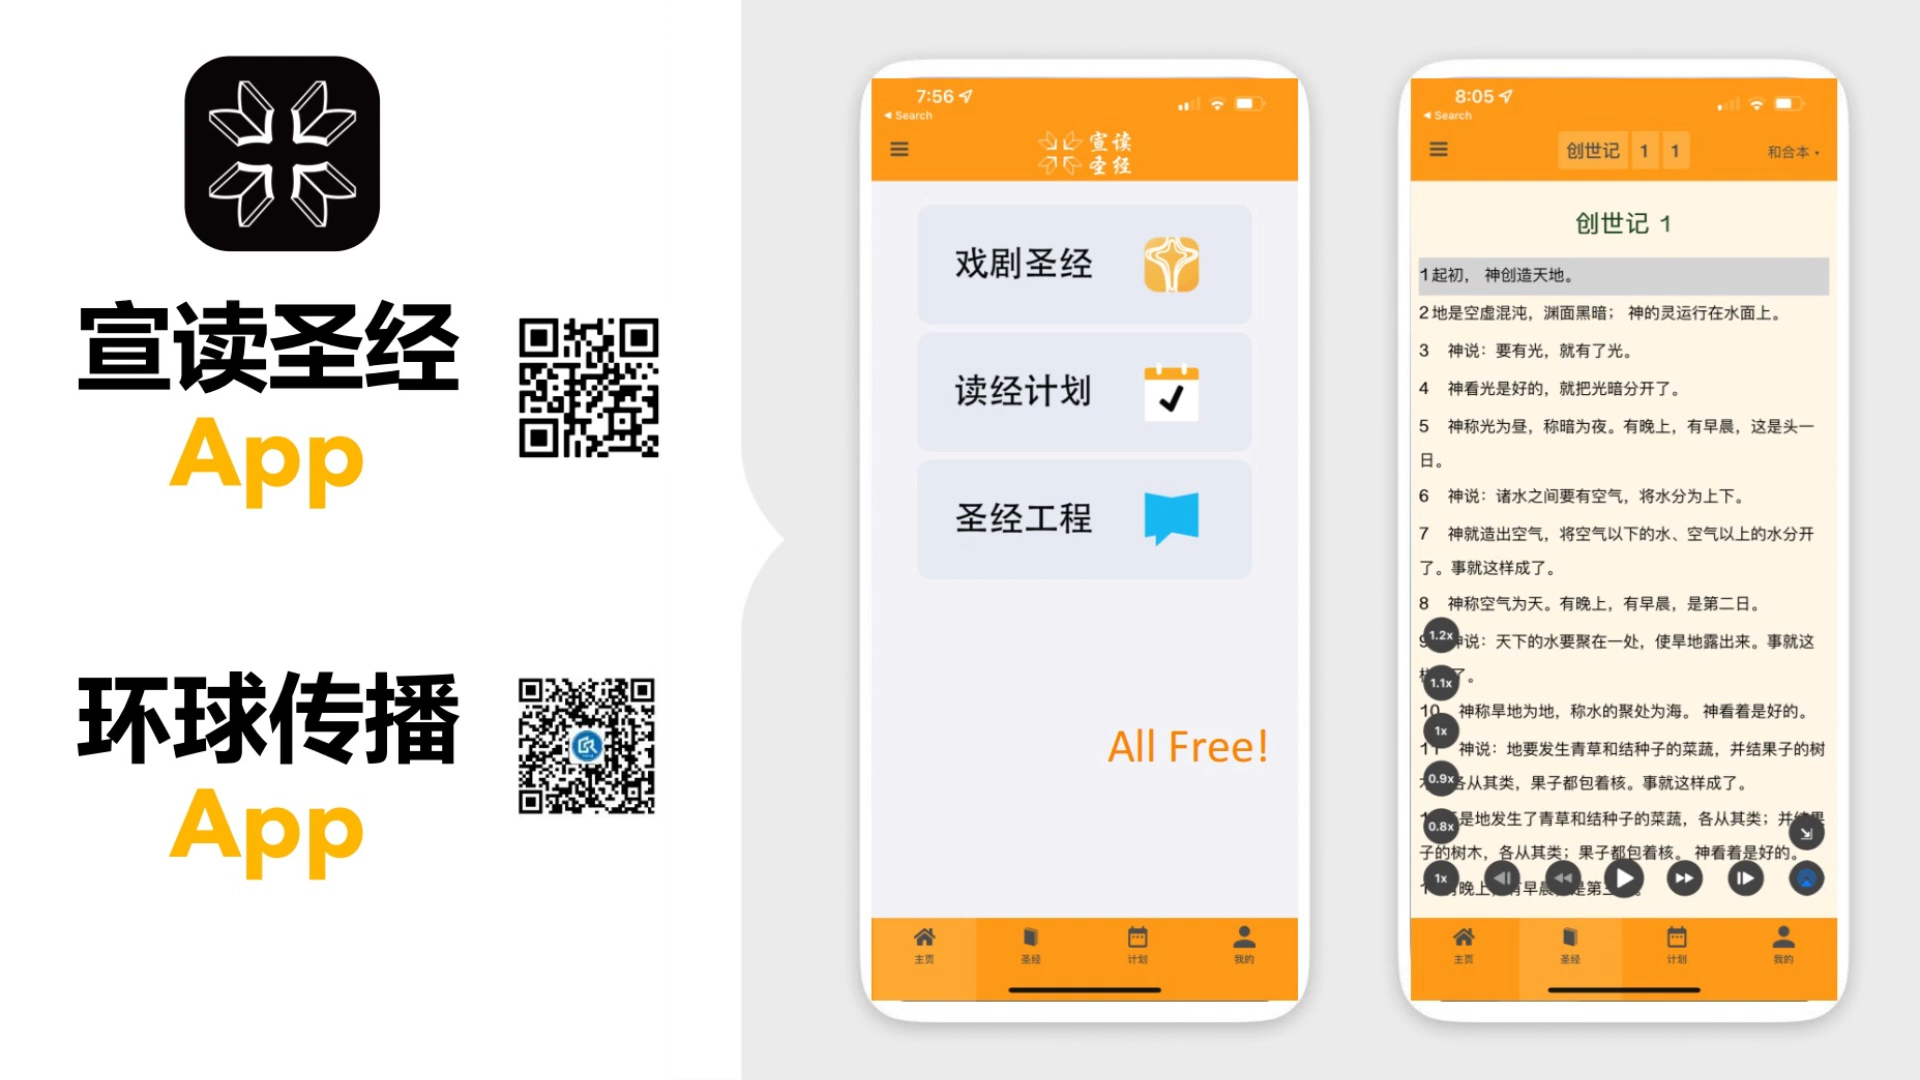 宣读圣经
App
环球传播
App
7:56
Search
宣读
圣经
戏剧圣经
读经计划
圣经工程
All Free!
主页
圣经
计划
我的
8:05
Search
创世记 1 1
和合本
创世记 1
1起初， 神创造天地。
2地是空虚混沌，渊面黑暗； 神的灵运行在水面上。
3 神说：要有光，就有了光。
4 神看光是好的，就把光暗分开了。
5 神称光为昼，称暗为夜。有晚上，有早晨，这是头一
日。
6 神说：诸水之间要有空气，将水分为上下。
7 神就造出空气，将空气以下的水、空气以上的水分开
了。事就这样成了。
8 神称空气为天。有晚上，有早晨，是第二日。
9 神说：天下的水要聚在一处，使旱地露出来。事就这
了。
10 神称旱地为地，称水的聚处为海。 神看着是好的。
11 神说：地要发生青草和结种子的菜蔬，并结果子的树
各从其类，果子都包着核。事就这样成了。
是地发生了青草和结种子的菜蔬，各从其类；并结果
子的树木，各从其类；果子都包着核。 神看着是好的。
晚上，有早晨，是第三
1.2x
1.1x
1x
0.9x
0.8x
1x
主页
圣经
计划
我的